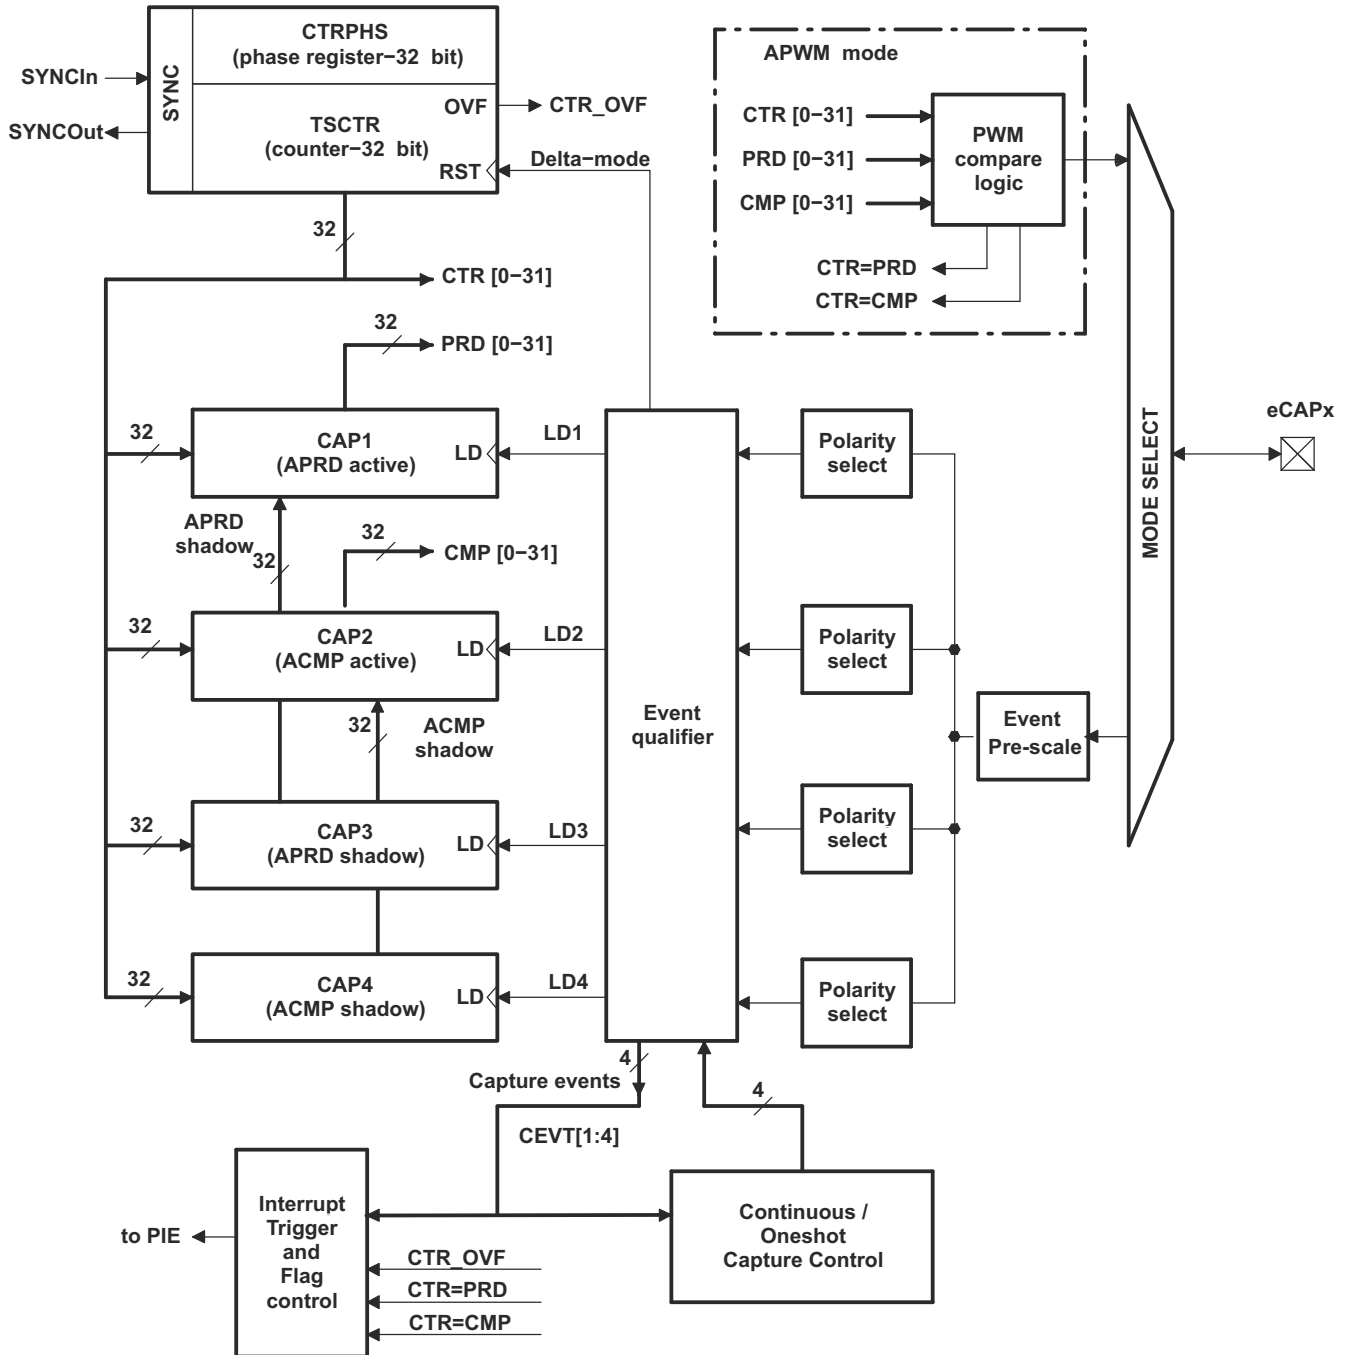 CTRPHS
(phase register−32 bit)
APWM mode
SYNCIn
SYNC
OVF
CTR_OVF
SYNCOut
TSCTR
(counter−32 bit)
RST
Delta−mode
CTR [0−31]
PRD [0−31]
CMP [0−31]
PWM
compare
logic
CTR=PRD
CTR=CMP
32
CTR [0−31]
32
PRD [0−31]
MODE SELECT
eCAPx
32
CAP1
(APRD active)
LD
LD1
Polarity
select
APRD
shadow
32
32
CMP [0−31]
32
CAP2
(ACMP active)
LD
LD2
Polarity
select
32
ACMP
shadow
Event
qualifier
Event
Pre-scale
32
CAP3
(APRD shadow)
LD
LD3
Polarity
select
32
CAP4
(ACMP shadow)
LD
LD4
Polarity
select
4
Capture events
4
CEVT[1:4]
to PIE
Interrupt
Trigger
and
Flag
control
CTR_OVF
CTR=PRD
CTR=CMP
Continuous /
Oneshot
Capture Control